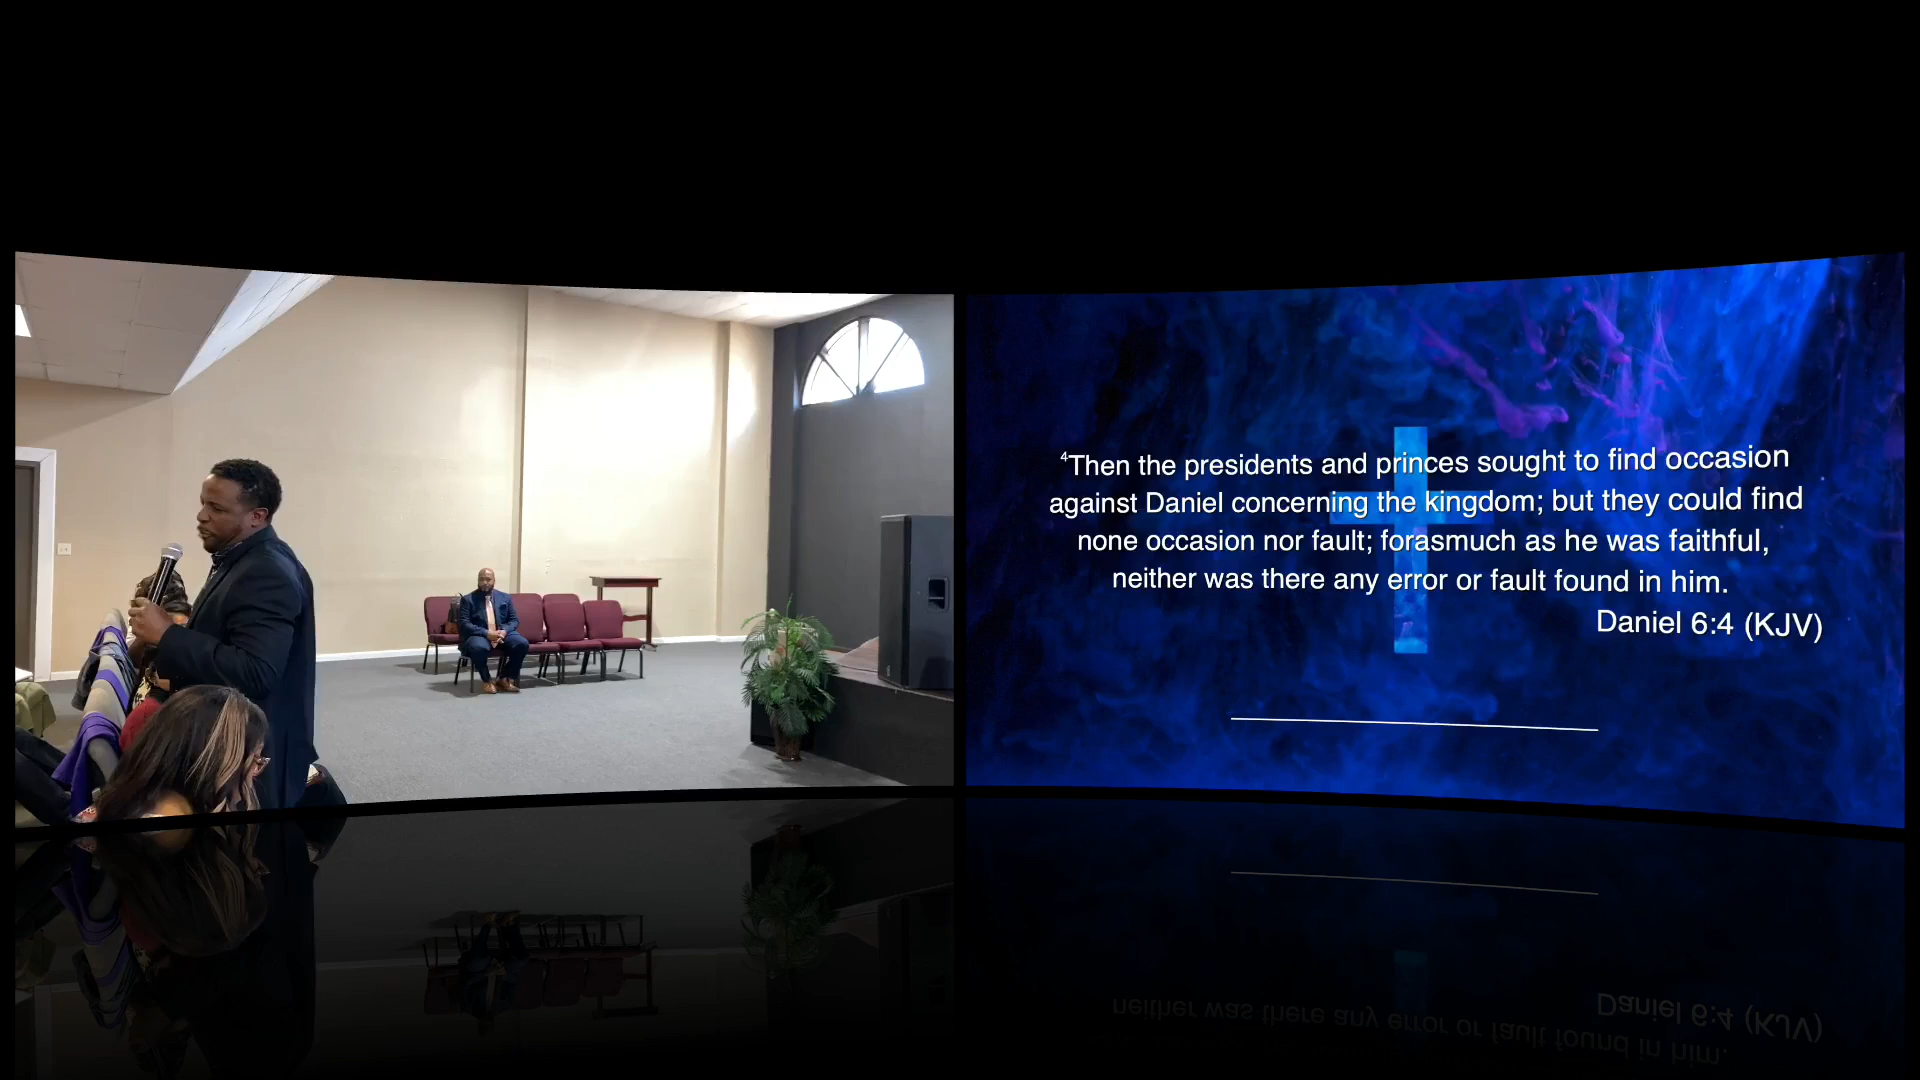 ⁴Then the presidents and princes sought to find occasion
against Daniel concerning the kingdom; but they could find
none occasion nor fault; forasmuch as he was faithful,
neither was there any error or fault found in him.
Daniel 6:4 (KJV)